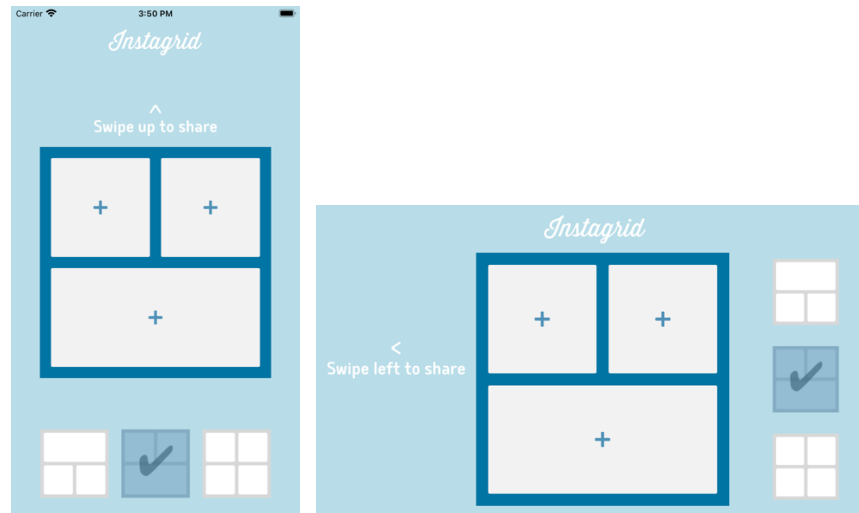 Carrier 3:50 PM
Instagrid
^
Swipe up to share
+ +
+
Instagrid
<
Swipe left to share
+ +
+